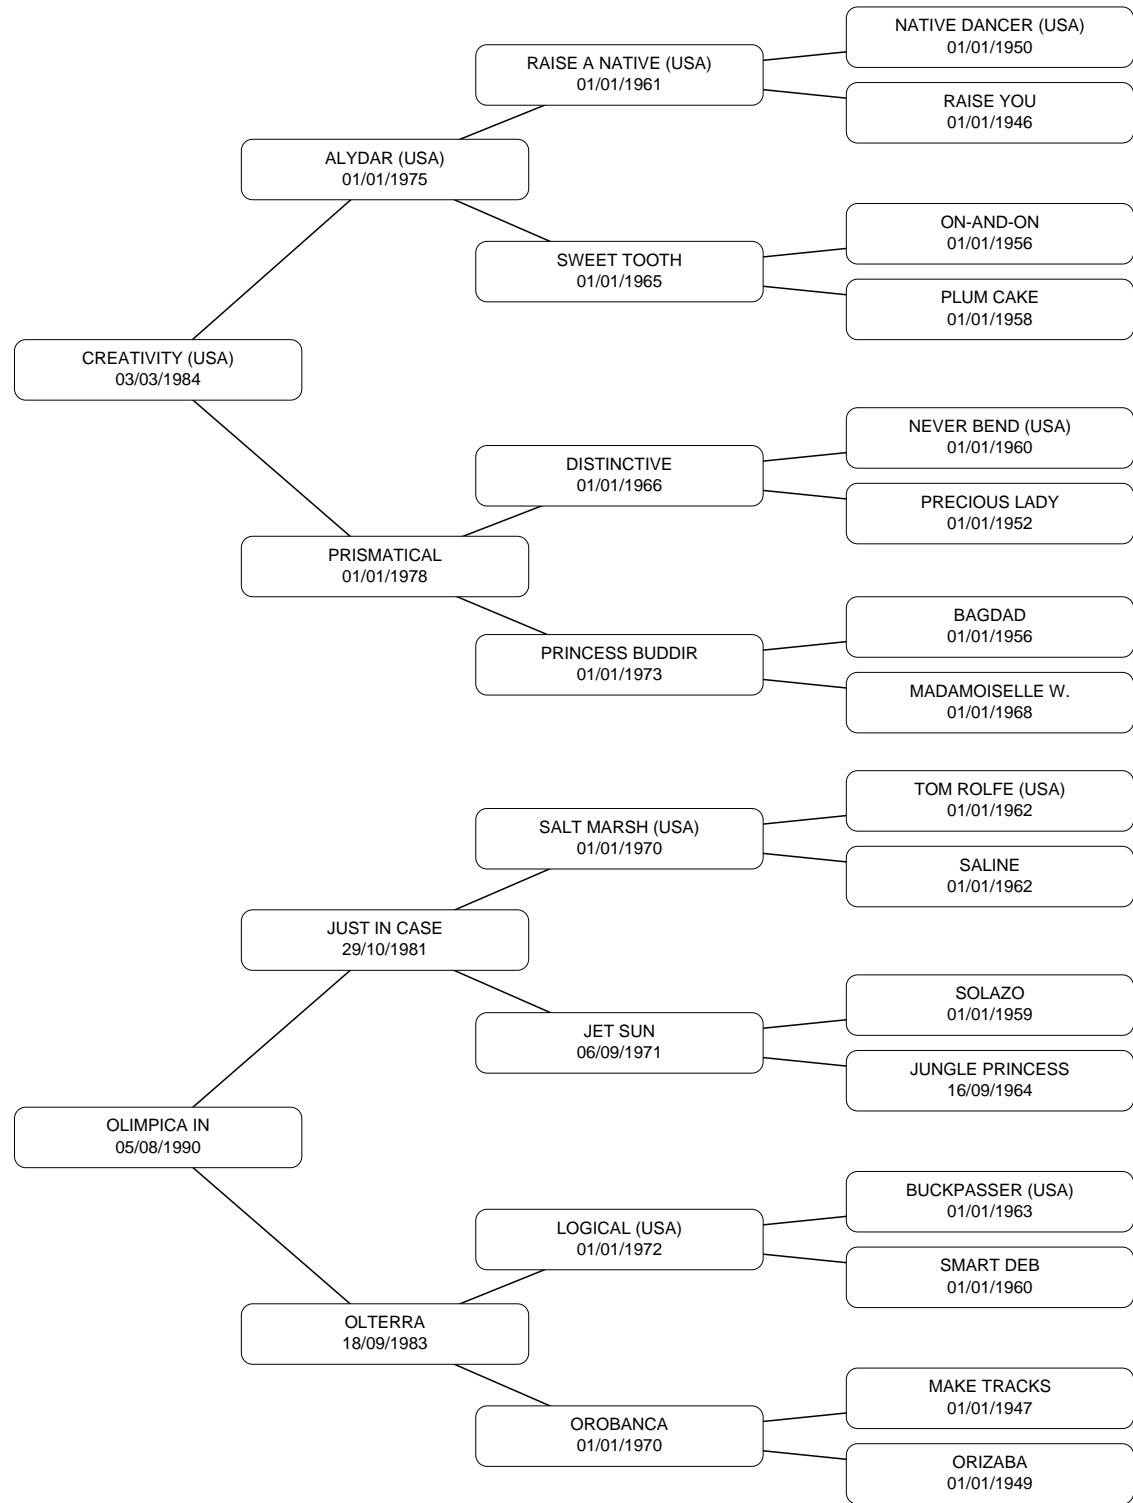 NATIVE DANCER (USA)
01/01/1950
RAISE A NATIVE (USA)
01/01/1961
RAISE YOU
01/01/1946
ALYDAR (USA)
01/01/1975
ON-AND-ON
01/01/1956
SWEET TOOTH
01/01/1965
PLUM CAKE
01/01/1958
CREATIVITY (USA)
03/03/1984
NEVER BEND (USA)
01/01/1960
DISTINCTIVE
01/01/1966
PRECIOUS LADY
01/01/1952
PRISMATICAL
01/01/1978
BAGDAD
01/01/1956
PRINCESS BUDDIR
01/01/1973
MADAMOISELLE W.
01/01/1968
TOM ROLFE (USA)
01/01/1962
SALT MARSH (USA)
01/01/1970
SALINE
01/01/1962
JUST IN CASE
29/10/1981
SOLAZO
01/01/1959
JET SUN
06/09/1971
JUNGLE PRINCESS
16/09/1964
OLIMPICA IN
05/08/1990
BUCKPASSER (USA)
01/01/1963
LOGICAL (USA)
01/01/1972
SMART DEB
01/01/1960
OLTERRA
18/09/1983
MAKE TRACKS
01/01/1947
OROBANCA
01/01/1970
ORIZABA
01/01/1949